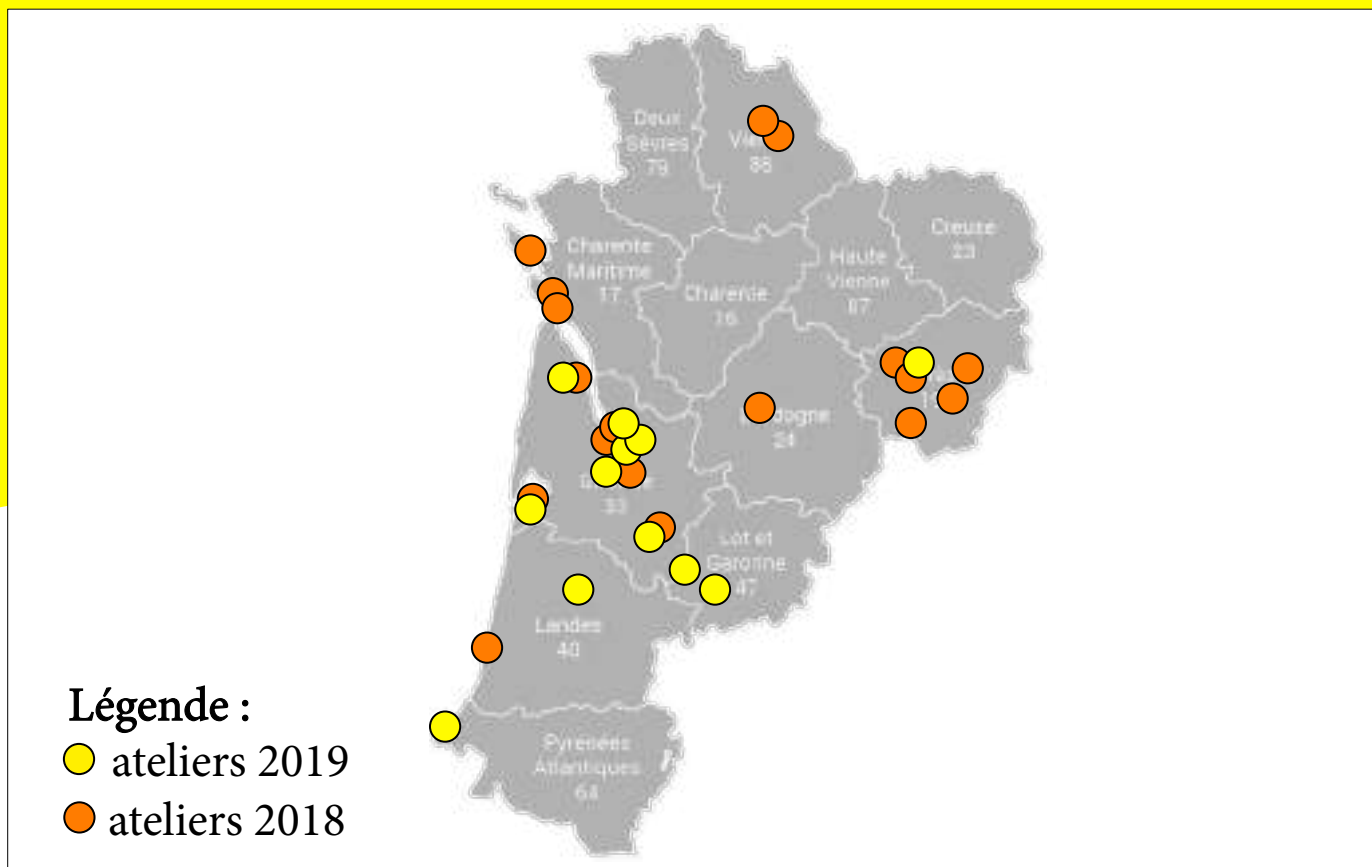 Deux
Sèvres
79
86
Charente
Maritime
17
Charente
16
Haute
Vienne
87
Creuse
23
24
33
Lot et
Garonne
47
Landes
40
Pyrénées
Atlantiques
64
Légende :
ateliers 2019
ateliers 2018